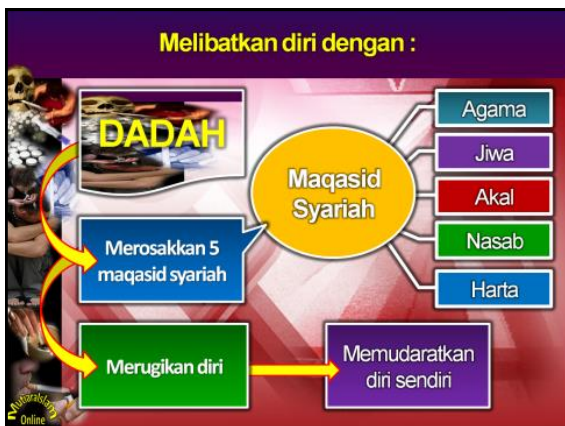 Melibatkan diri dengan :
DADAH
Merosakkan 5
maqasid syariah
Maqasid
Syariah
Agama
Jiwa
Akal
Nasab
Harta
Merugikan diri
Memudaratkan
diri sendiri
MutiaraIslam
Online